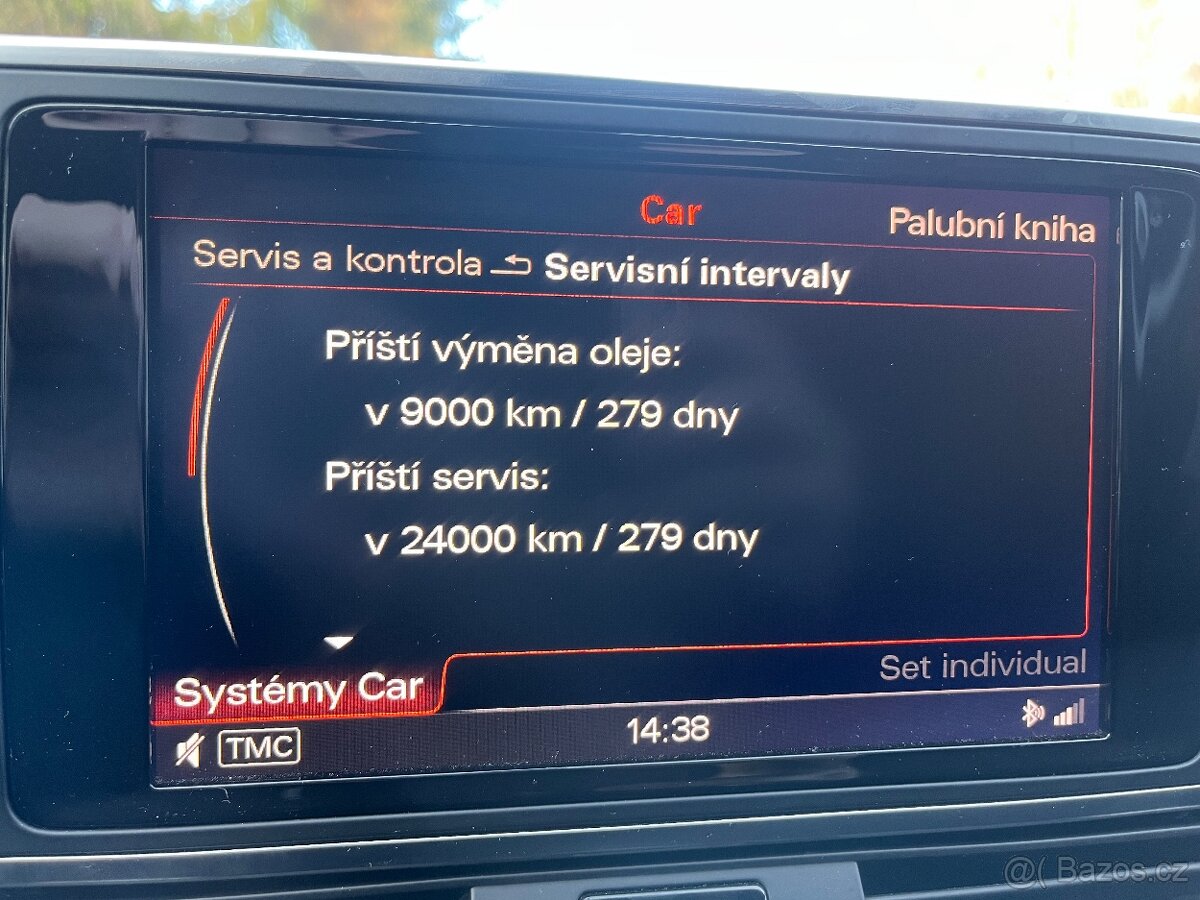 Car
Palubní kniha
Servis a kontrola Servisní intervaly
Příští výměna oleje:
v 9000 km / 279 dny
Příští servis:
v 24000 km / 279 dny
Set individual
Systémy Car
TMC 14:38
@( Bazos.cz